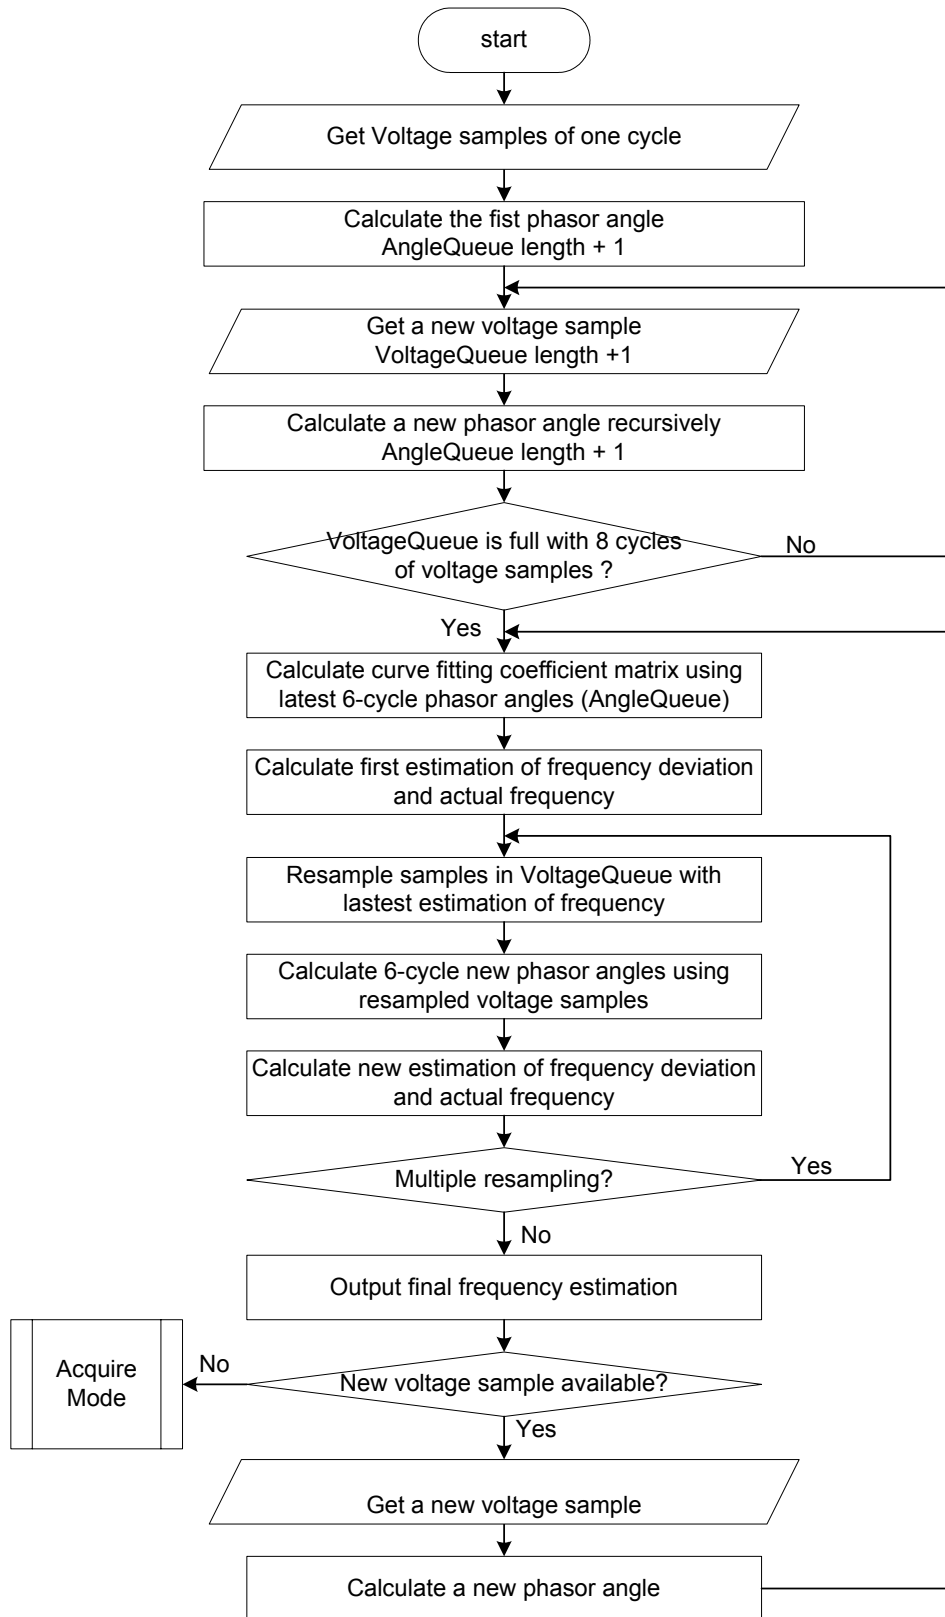 start
Get Voltage samples of one cycle
Calculate the fist phasor angle
AngleQueue length + 1
Get a new voltage sample
VoltageQueue length +1
Calculate a new phasor angle recursively
AngleQueue length + 1
VoltageQueue is full with 8 cycles
of voltage samples ?
No
Yes
Calculate curve fitting coefficient matrix using
latest 6-cycle phasor angles (AngleQueue)
Calculate first estimation of frequency deviation
and actual frequency
Resample samples in VoltageQueue with
lastest estimation of frequency
Calculate 6-cycle new phasor angles using
resampled voltage samples
Calculate new estimation of frequency deviation
and actual frequency
Multiple resampling?
Yes
No
Output final frequency estimation
New voltage sample available?
No
Acquire
Mode
Yes
Get a new voltage sample
Calculate a new phasor angle